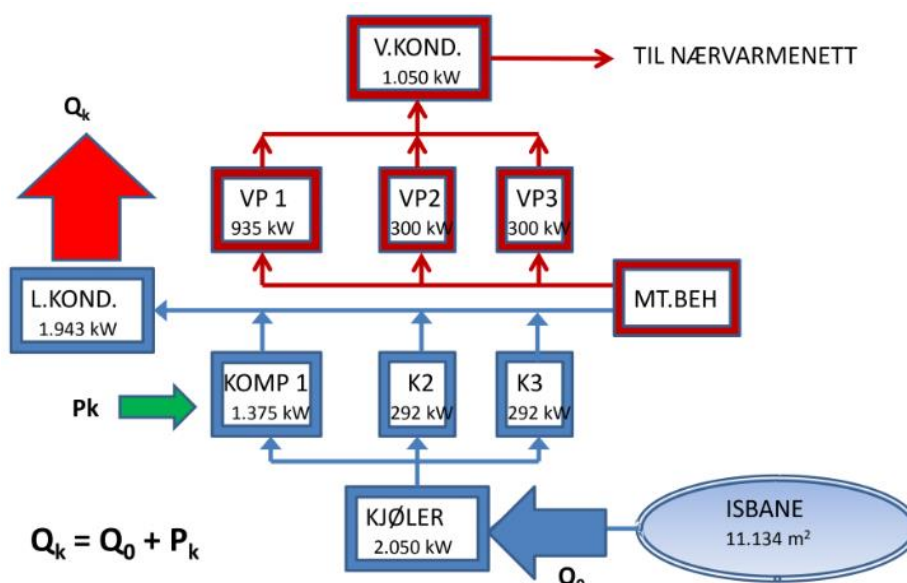 V.KOND.
1.050 kW
TIL NÆRVARMENETT
Qk
VP 1
935 kW
VP2
300 kW
VP3
300 kW
L.KOND.
1.943 kW
MT.BEH
Pk
KOMP 1
1.375 kW
K2
292 kW
K3
292 kW
KJØLER
2.050 kW
ISBANE
11.134 m²
Qk = Q0 + Pk
Q0